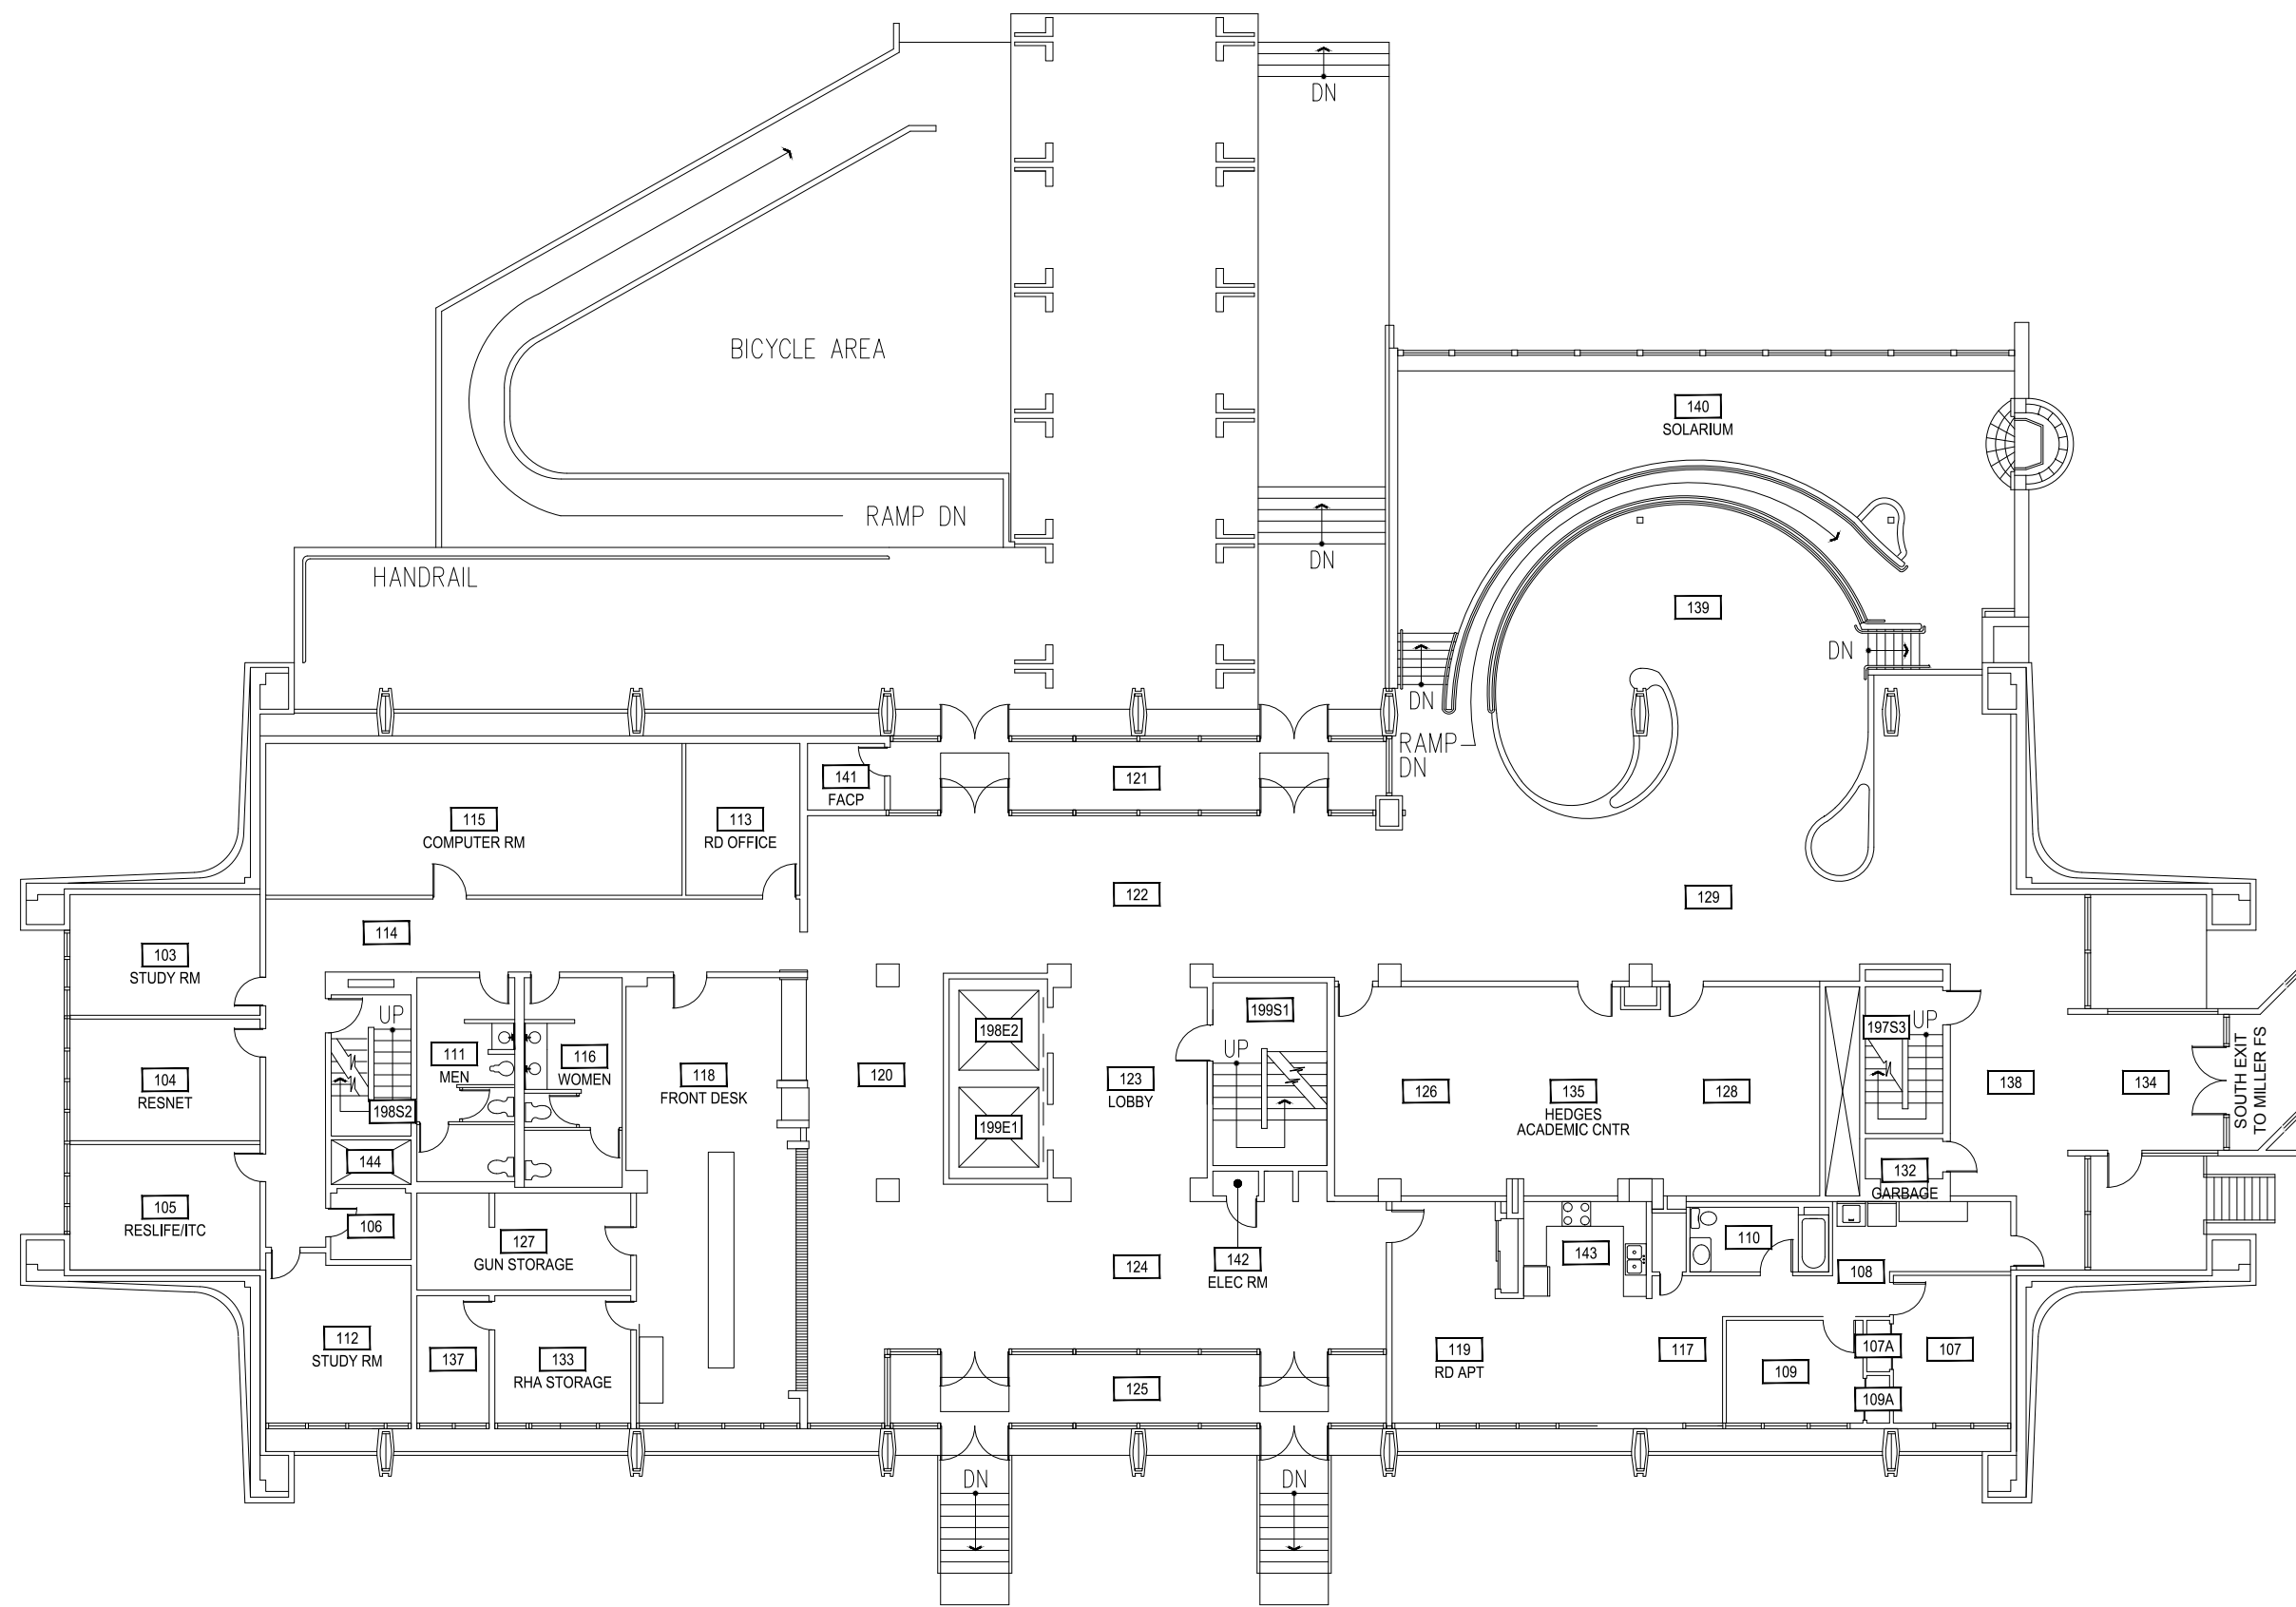 DN
BICYCLE AREA
140
SOLARIUM
RAMP DN
DN
HANDRAIL
139
DN
DN
RAMP
DN
141
FACP
121
115
COMPUTER RM
113
RD OFFICE
122
129
114
103
STUDY RM
UP
199S1
198E2
197S3
UP
UP
111
MEN
116
WOMEN
118
FRONT DESK
120
123
LOBBY
104
RESNET
126
135
HEDGES
ACADEMIC CNTR
128
138
134
SOUTH EXIT
TO MILLER FS
198S2
199E1
144
132
GARBAGE
105
RESLIFE/ITC
106
127
GUN STORAGE
124
142
ELEC RM
143
110
108
112
STUDY RM
137
133
RHA STORAGE
119
RD APT
117
107A
107
109
109A
125
DN
DN